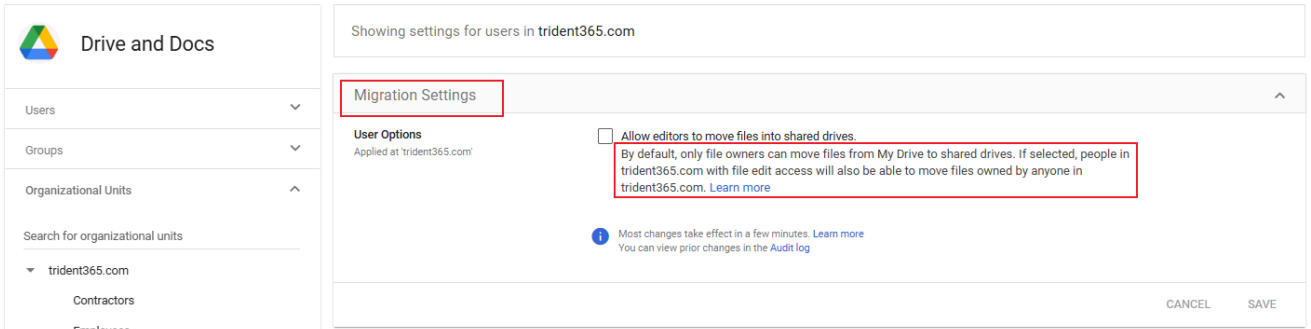 Drive and Docs
Users
Groups
Organizational Units
Search for organizational units
trident365.com
Contractors
Showing settings for users in trident365.com
Migration Settings
User Options
Applied at 'trident365.com'
Allow editors to move files into shared drives.
By default, only file owners can move files from My Drive to shared drives. If selected, people in
trident365.com with file edit access will also be able to move files owned by anyone in
trident365.com. Learn more
Most changes take effect in a few minutes. Learn more
You can view prior changes in the Audit log
CANCEL SAVE